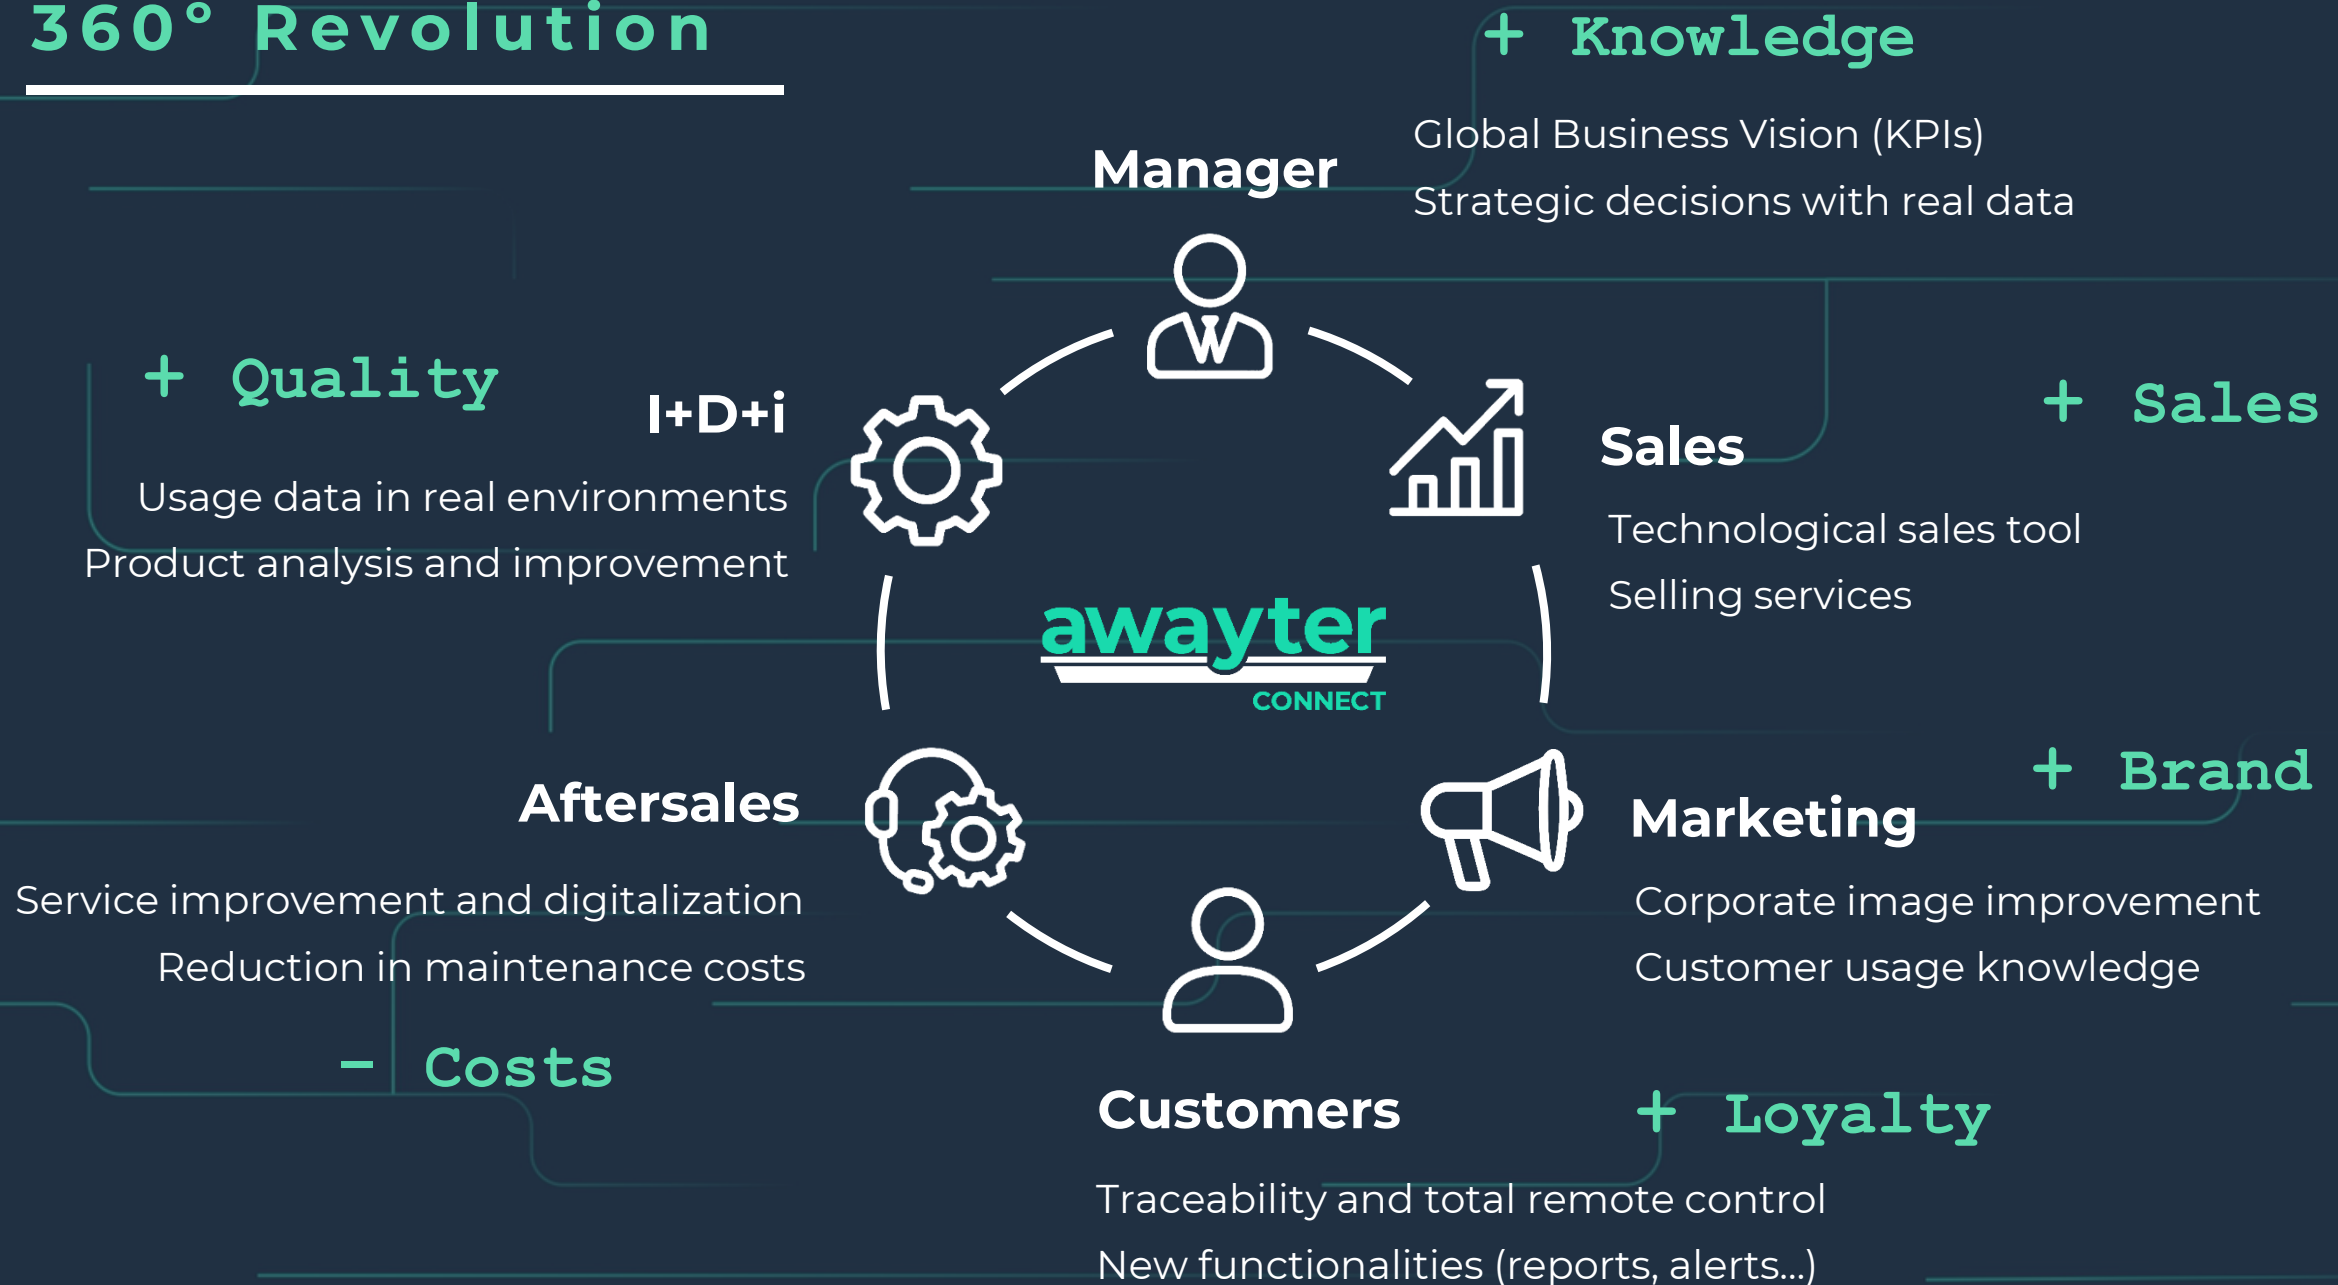 360º Revolution
+ Knowledge
Global Business Vision (KPIs)
Strategic decisions with real data
Manager
+ Quality
I+D+i
Usage data in real environments
Product analysis and improvement
+ Sales
Sales
Technological sales tool
Selling services
awayter
CONNECT
Aftersales
Service improvement and digitalization
Reduction in maintenance costs
- Costs
+ Brand
Marketing
Corporate image improvement
Customer usage knowledge
Customers
+ Loyalty
Traceability and total remote control
New functionalities (reports, alerts...)